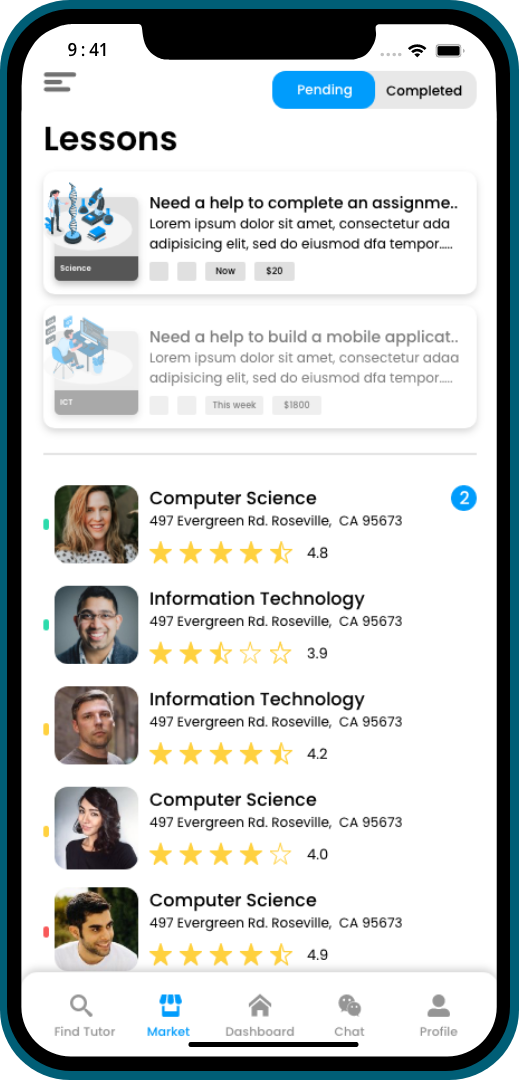 9:41
Pending
Completed
Lessons
Need a help to complete an assignme..
Lorem ipsum dolor sit amet, consectetur ada
adipisicing elit, sed do eiusmod dfa tempor.....
Science
Now
$20
Need a help to build a mobile applicat..
Lorem ipsum dolor sit amet, consectetur adaa
adipisicing elit, sed do eiusmod dfa tempor.....
ICT
This week
$1800
Computer Science
2
497 Evergreen Rd. Roseville, CA 95673
4.8
Information Technology
497 Evergreen Rd. Roseville, CA 95673
3.9
Information Technology
497 Evergreen Rd. Roseville, CA 95673
4.2
Computer Science
497 Evergreen Rd. Roseville, CA 95673
4.0
Computer Science
497 Evergreen Rd. Roseville, CA 95673
4.9
Find Tutor
Market
Dashboard
Chat
Profile